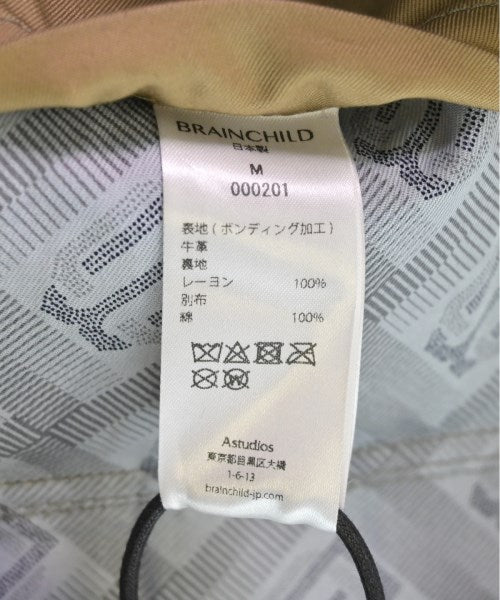 BRAINCHILD
日本製
M
000201
表地(ボンディング加工)
牛革
裏地
レーヨン 100%
別布
綿 100%
W
Astudios
東京都目黒区大橋
1-6-13
brainchild-jp.com